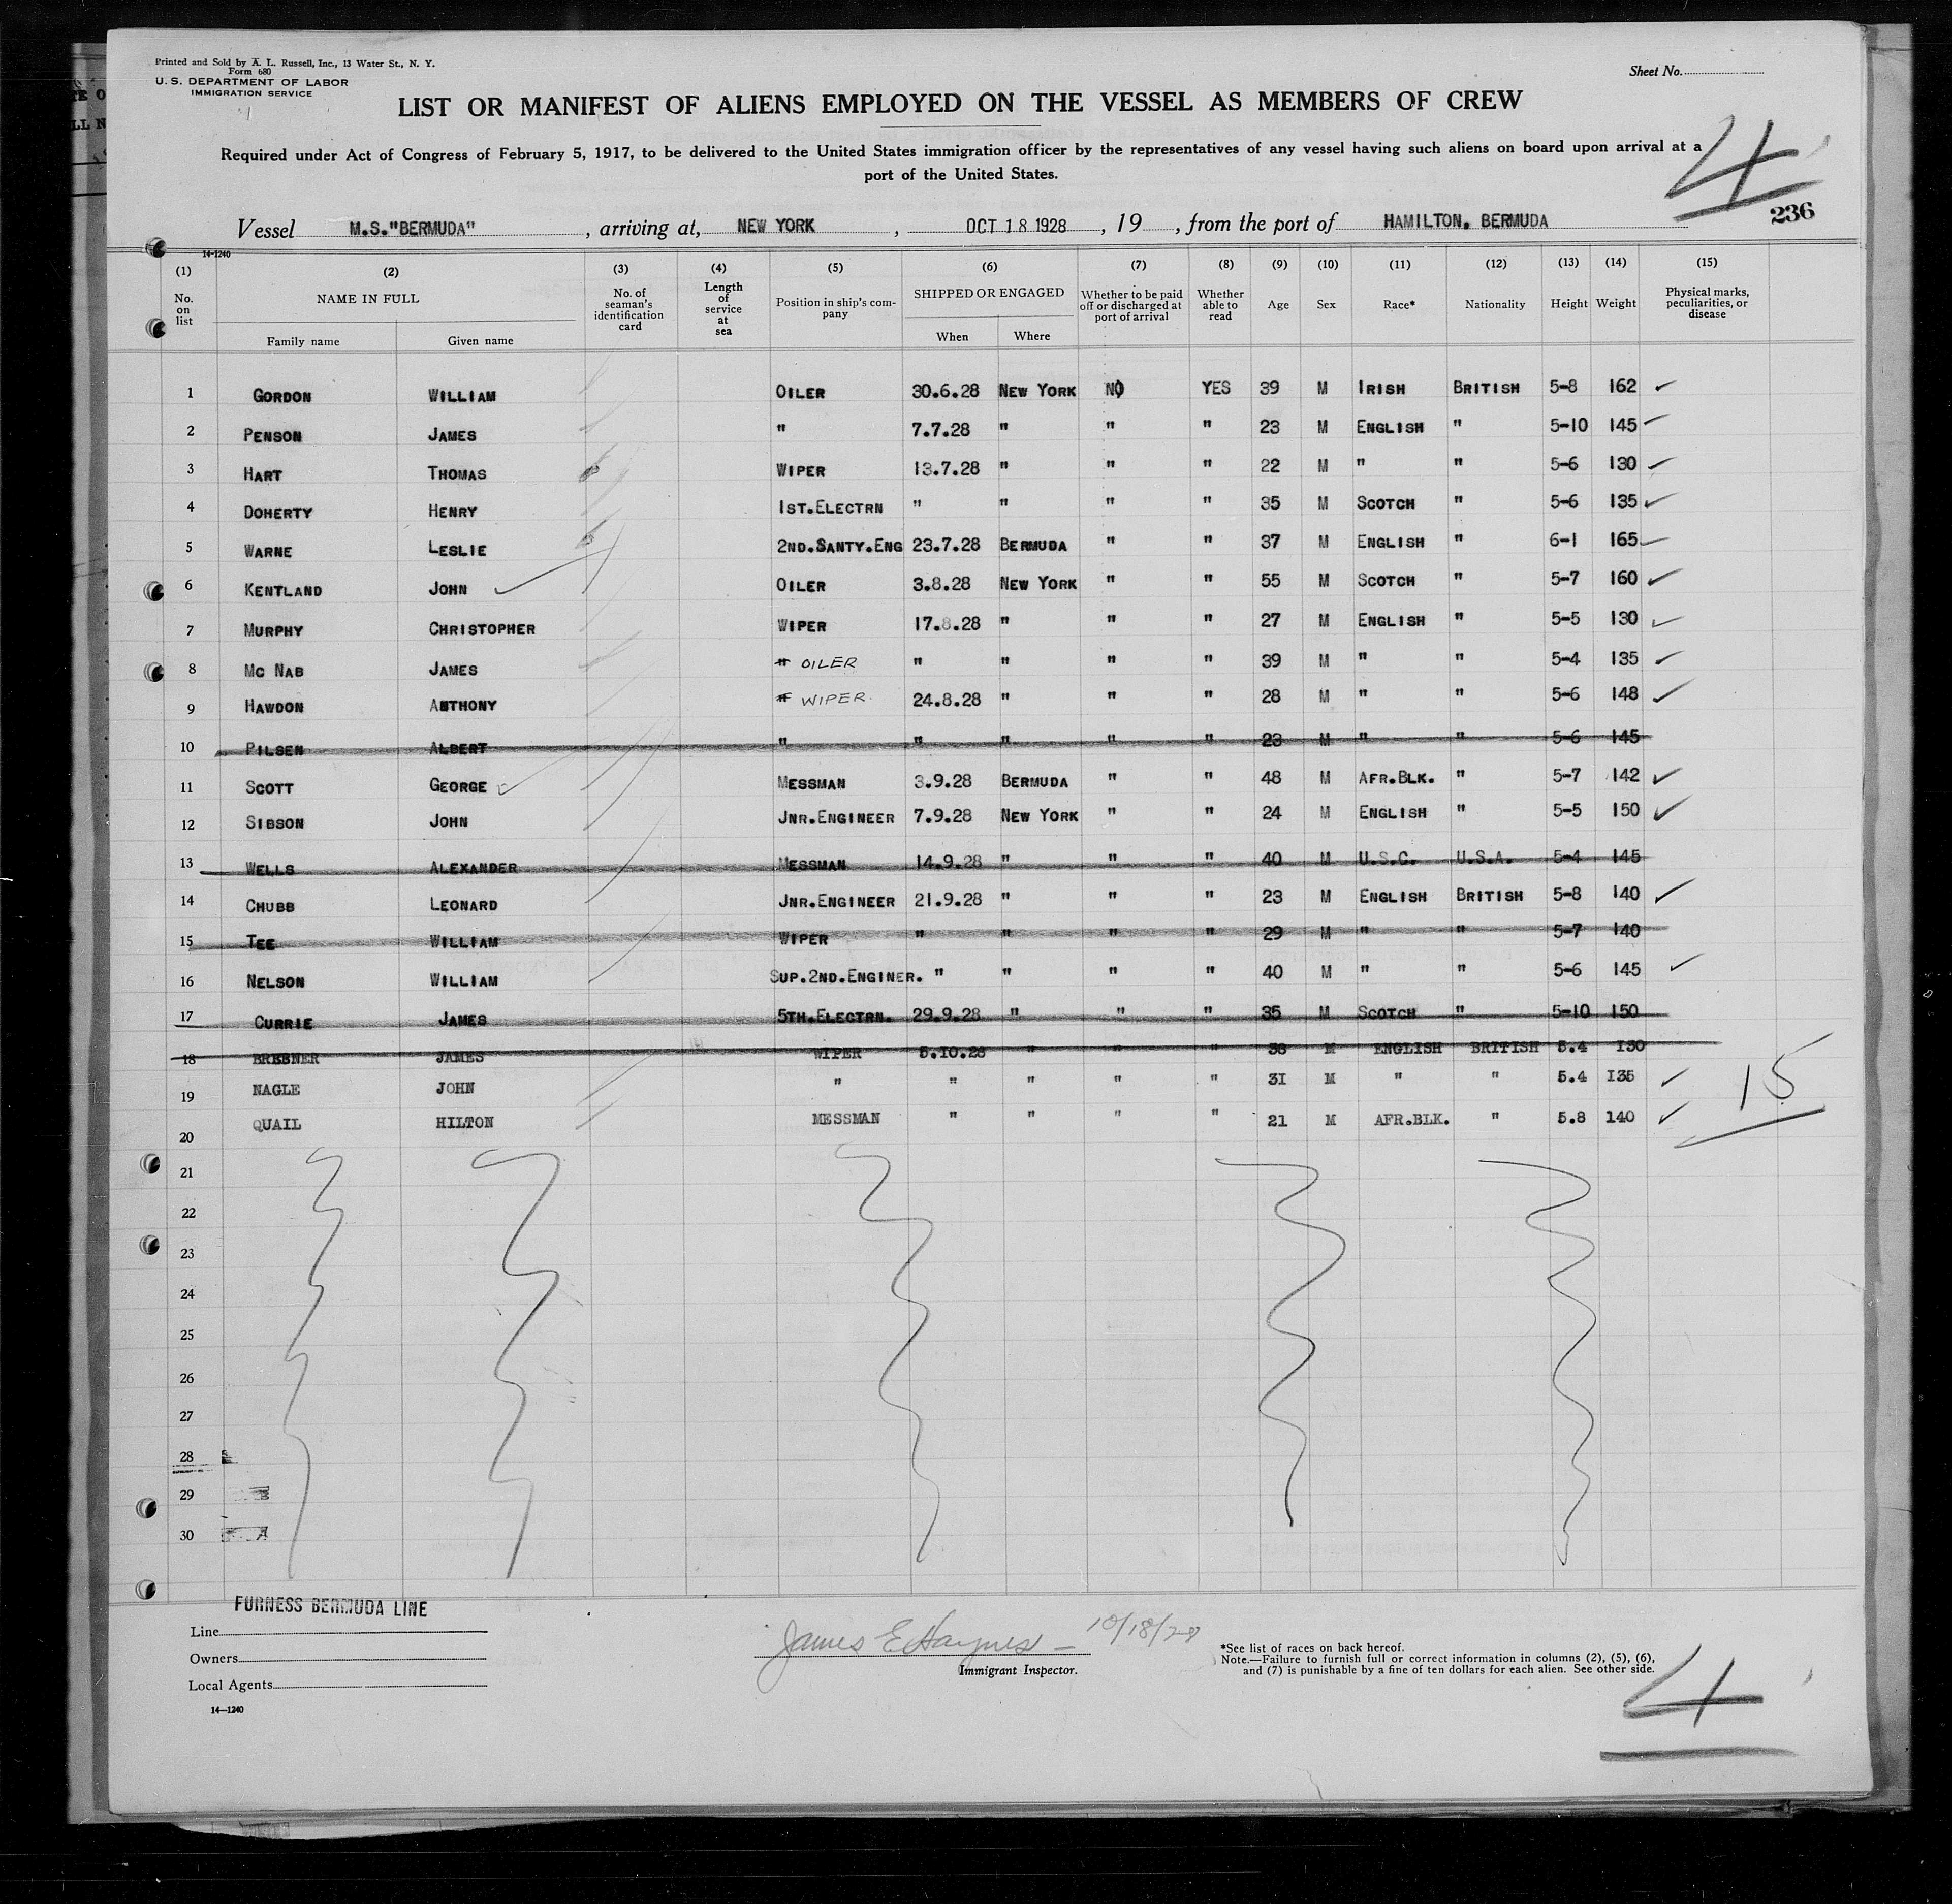 Printed and Sold by A. L. Russell, Inc., 13 Water St., N. Y.
Form 680
U. S. DEPARTMENT OF LABOR
IMMIGRATION SERVICE
Sheet No.
LIST OR MANIFEST OF ALIENS EMPLOYED ON THE VESSEL AS MEMBERS OF CREW
Required under Act of Congress of February 5, 1917, to be delivered to the United States immigration officer by the representatives of any vessel having such aliens on board upon arrival at a
port of the United States.
4
236
Vessel M.S."BERMUDA" , arriving at, NEW YORK , OCT 18 1928 , 19 , from the port of HAMILTON, BERMUDA
14-1240
(1) (2) (3) (4) (5) (6) (7) (8) (9) (10) (11) (12) (13) (14) (15)
No. on list NAME IN FULL Family name Given name No. of seaman's identification card Length of service at sea Position in ship's company SHIPPED OR ENGAGED When Where Whether to be paid off or discharged at port of arrival Whether able to read Age Sex Race* Nationality Height Weight Physical marks, peculiarities, or disease
1 GORDON WILLIAM OILER 30.6.28 NEW YORK NO YES 39 M IRISH BRITISH 5-8 162
2 PENSON JAMES " 7.7.28 " " " 23 M ENGLISH " 5-10 145
3 HART THOMAS WIPER 13.7.28 " " " 22 M " " 5-6 130
4 DOHERTY HENRY 1ST.ELECTRN " " " " 35 M SCOTCH " 5-6 135
5 WARNE LESLIE 2ND.SANTY.ENG 23.7.28 BERMUDA " " 37 M ENGLISH " 6-1 165
6 KENTLAND JOHN OILER 3.8.28 NEW YORK " " 55 M SCOTCH " 5-7 160
7 MURPHY CHRISTOPHER WIPER 17.8.28 " " " 27 M ENGLISH " 5-5 130
8 MC NAB JAMES " OILER " " " " 39 M " " 5-4 135
9 HAWDON ANTHONY " WIPER. 24.8.28 " " " 28 M " " 5-6 148
10 PILSEN ALBERT " " " " " 23 M " " 5-6 145
11 SCOTT GEORGE MESSMAN 3.9.28 BERMUDA " " 48 M AFR.BLK. " 5-7 142
12 SIBSON JOHN JNR.ENGINEER 7.9.28 NEW YORK " " 24 M ENGLISH " 5-5 150
13 WELLS ALEXANDER MESSMAN 14.9.28 " " " 40 M U.S.C. U.S.A. 5-4 145
14 CHUBB LEONARD JNR.ENGINEER 21.9.28 " " " 23 M ENGLISH BRITISH 5-8 140
15 TEE WILLIAM WIPER " " " " 29 M " " 5-7 140
16 NELSON WILLIAM SUP.2ND.ENGINER. " " " " 40 M " " 5-6 145
17 CURRIE JAMES 5TH.ELECTRN. 29.9.28 " " " 35 M SCOTCH " 5-10 150
18 BREBNER JAMES WIPER 5.10.28 " " " 38 M ENGLISH BRITISH 5.4 130
19 NAGLE JOHN " " " " " 31 M " " 5.4 135
20 QUAIL HILTON MESSMAN " " " " 21 M AFR.BLK. " 5.8 140
15
21
22
23
24
25
26
27
28
29
30
FURNESS BERMUDA LINE
Line
Owners
Local Agents
14—1240
James E Haynes — 10/18/28
Immigrant Inspector.
*See list of races on back hereof.
Note.—Failure to furnish full or correct information in columns (2), (5), (6),
and (7) is punishable by a fine of ten dollars for each alien. See other side.
4